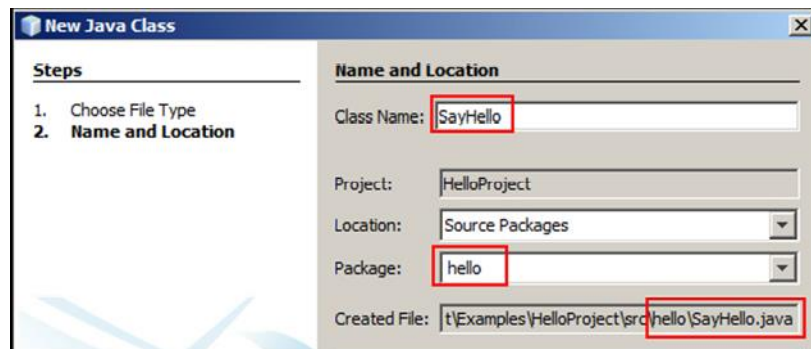 New Java Class
Steps
1. Choose File Type
2. Name and Location
Name and Location
Class Name: SayHello
Project: HelloProject
Location: Source Packages
Package: hello
Created File: t\Examples\HelloProject\src\hello\SayHello.java